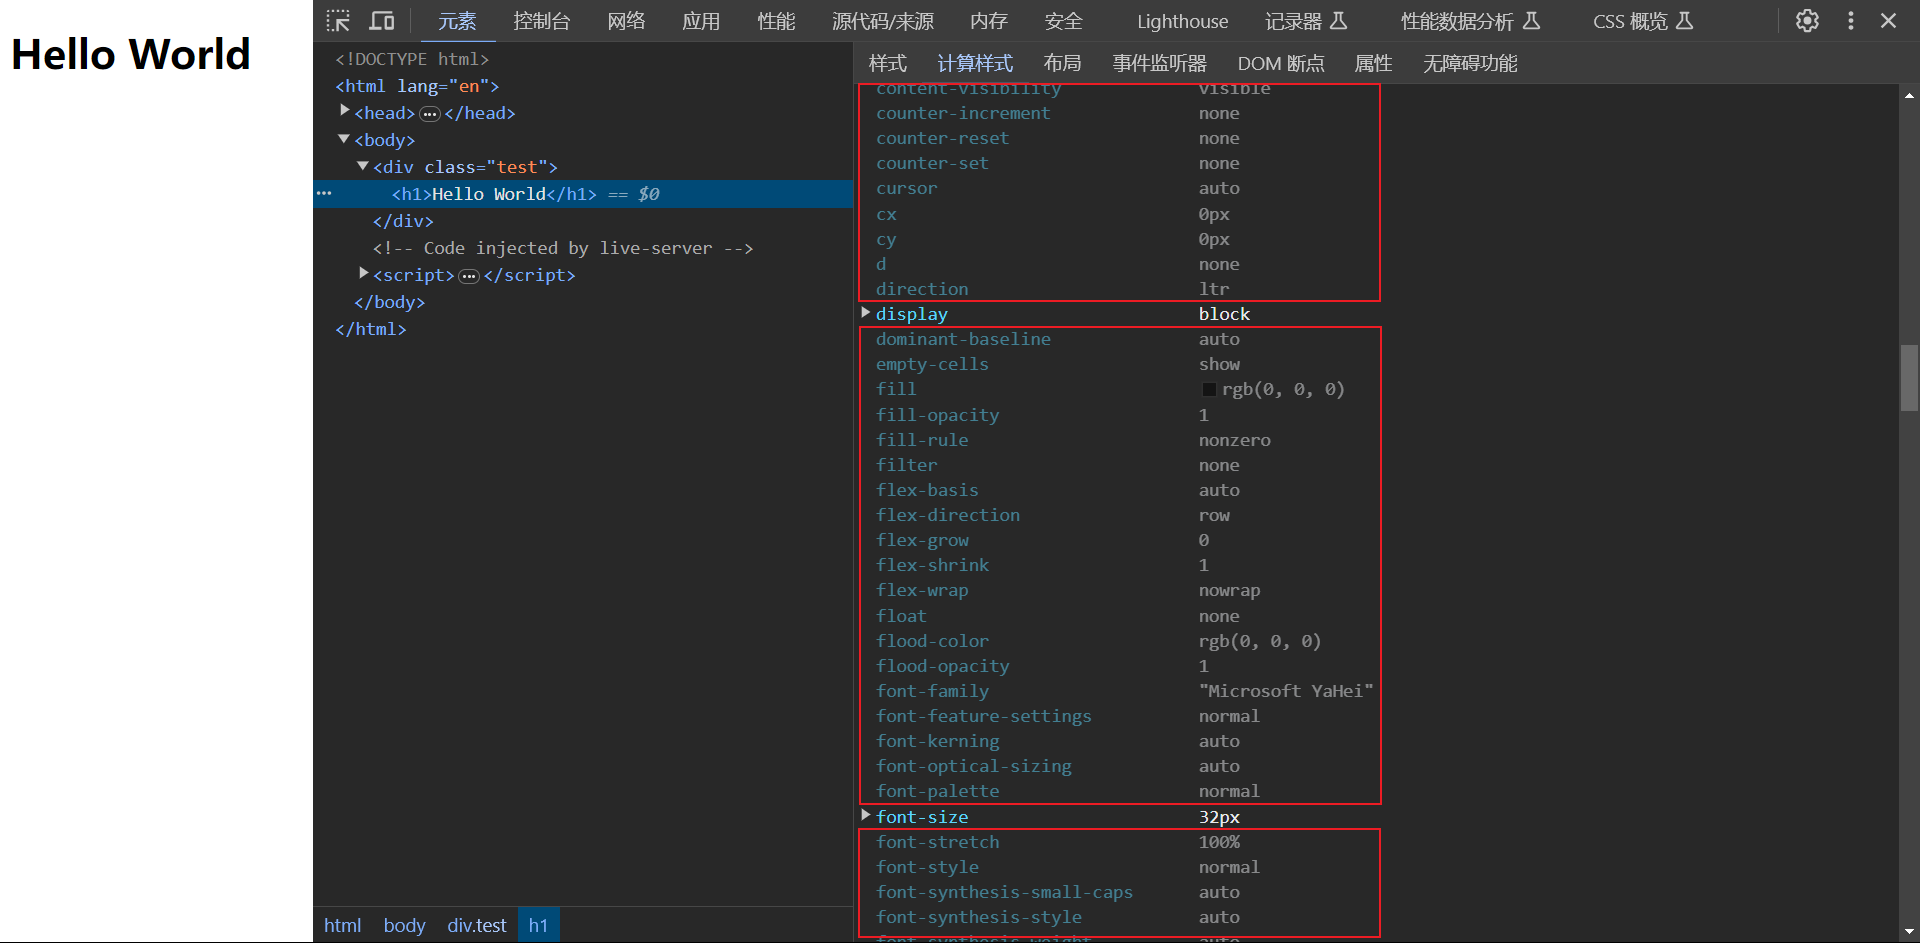 Hello World
元素 控制台 网络 应用 性能 源代码/来源 内存 安全 Lighthouse 记录器 性能数据分析 CSS 概览
<!DOCTYPE html>
<html lang="en">
<head>…</head>
<body>
<div class="test">
… <h1>Hello World</h1> == $0
</div>
<!-- Code injected by live-server -->
<script>…</script>
</body>
</html>
html body div.test h1
样式 计算样式 布局 事件监听器 DOM 断点 属性 无障碍功能
content-visibility visible
counter-increment none
counter-reset none
counter-set none
cursor auto
cx 0px
cy 0px
d none
direction ltr
display block
dominant-baseline auto
empty-cells show
fill rgb(0, 0, 0)
fill-opacity 1
fill-rule nonzero
filter none
flex-basis auto
flex-direction row
flex-grow 0
flex-shrink 1
flex-wrap nowrap
float none
flood-color rgb(0, 0, 0)
flood-opacity 1
font-family "Microsoft YaHei"
font-feature-settings normal
font-kerning auto
font-optical-sizing auto
font-palette normal
font-size 32px
font-stretch 100%
font-style normal
font-synthesis-small-caps auto
font-synthesis-style auto
font-synthesis-weight auto